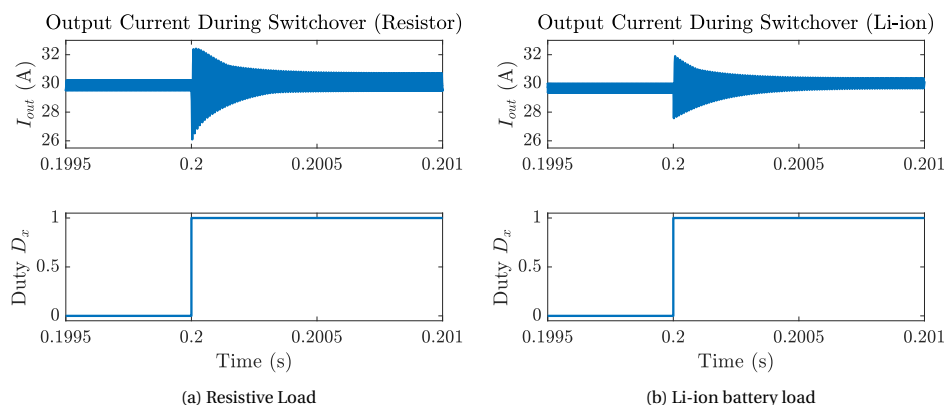 Output Current During Switchover (Resistor)
32
30
28
26
I_out (A)
0.1995 0.2 0.2005 0.201
1
0.5
0
Duty D_x
0.1995 0.2 0.2005 0.201
Time (s)
(a) Resistive Load
Output Current During Switchover (Li-ion)
32
30
28
26
I_out (A)
0.1995 0.2 0.2005 0.201
1
0.5
0
Duty D_x
0.1995 0.2 0.2005 0.201
Time (s)
(b) Li-ion battery load